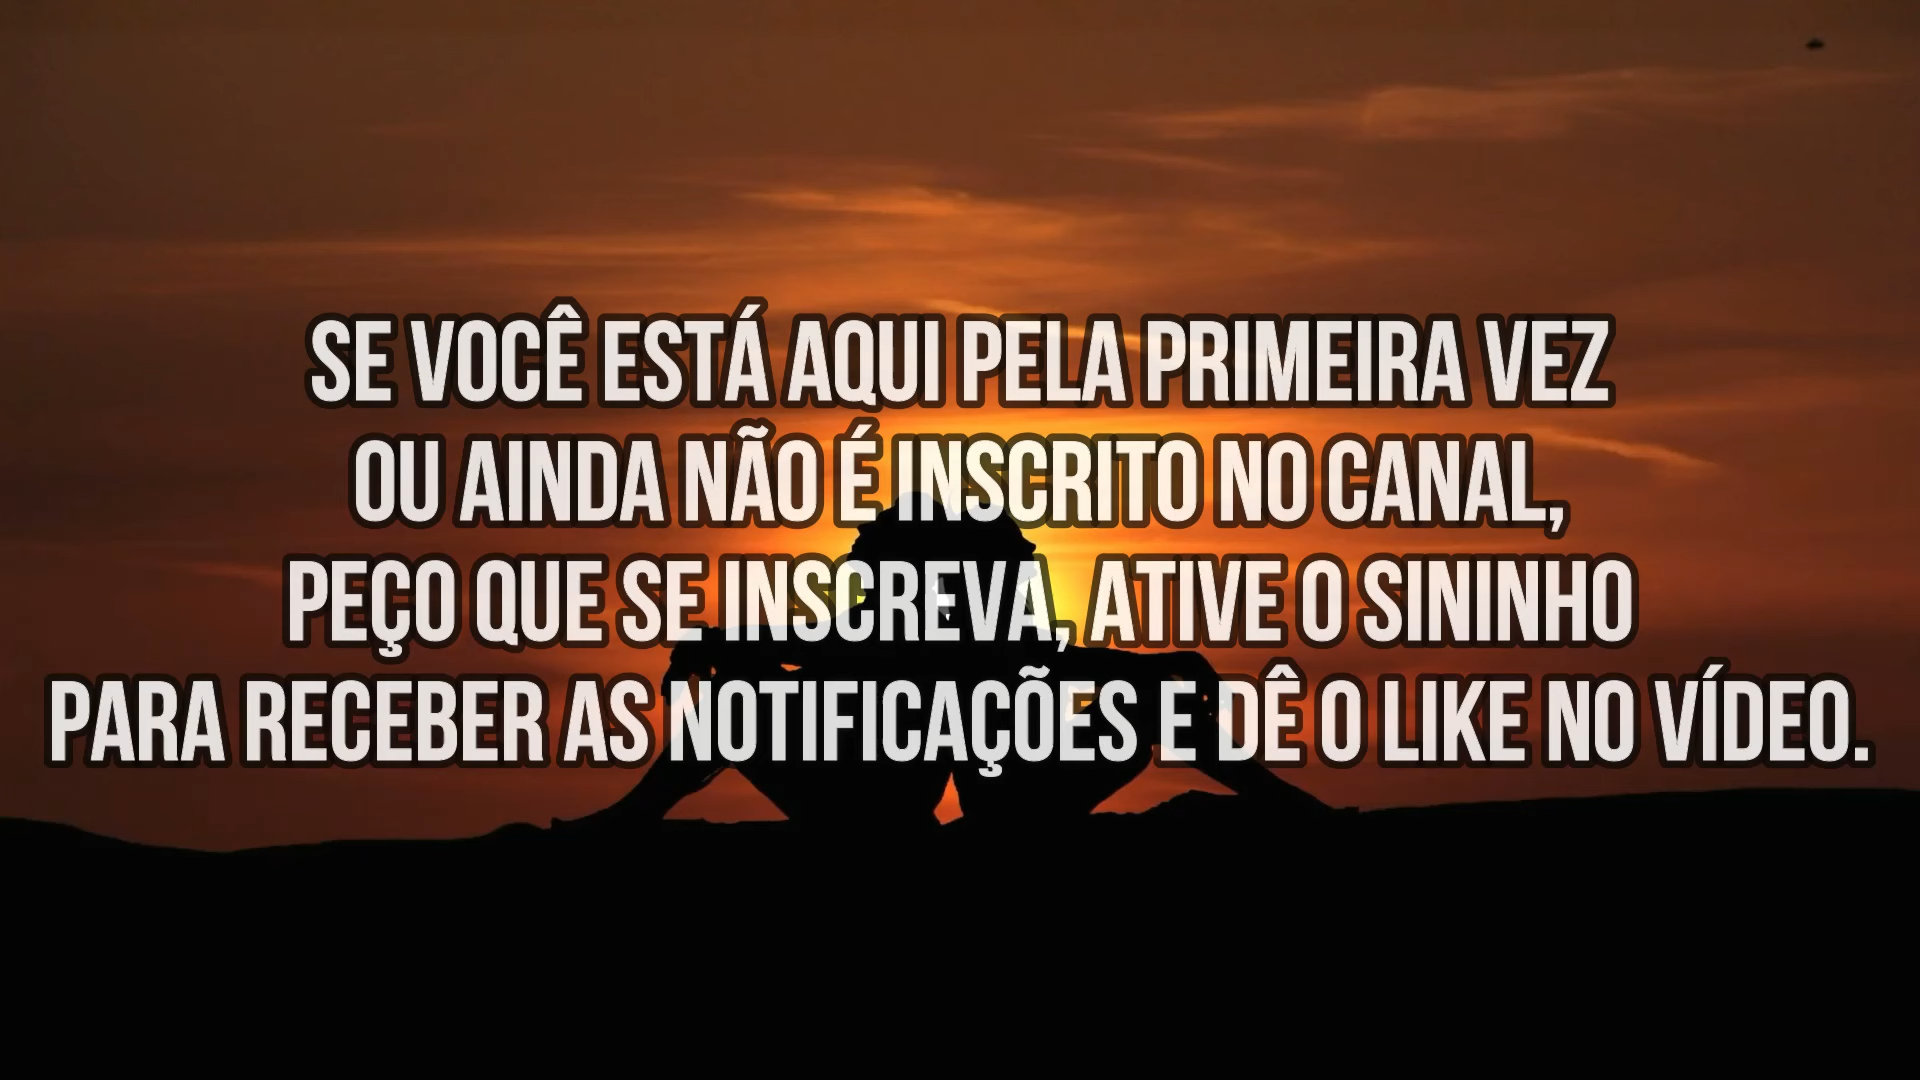 SE VOCÊ ESTÁ AQUI PELA PRIMEIRA VEZ
OU AINDA NÃO É INSCRITO NO CANAL,
PEÇO QUE SE INSCREVA, ATIVE O SININHO
PARA RECEBER AS NOTIFICAÇÕES E DÊ O LIKE NO VÍDEO.